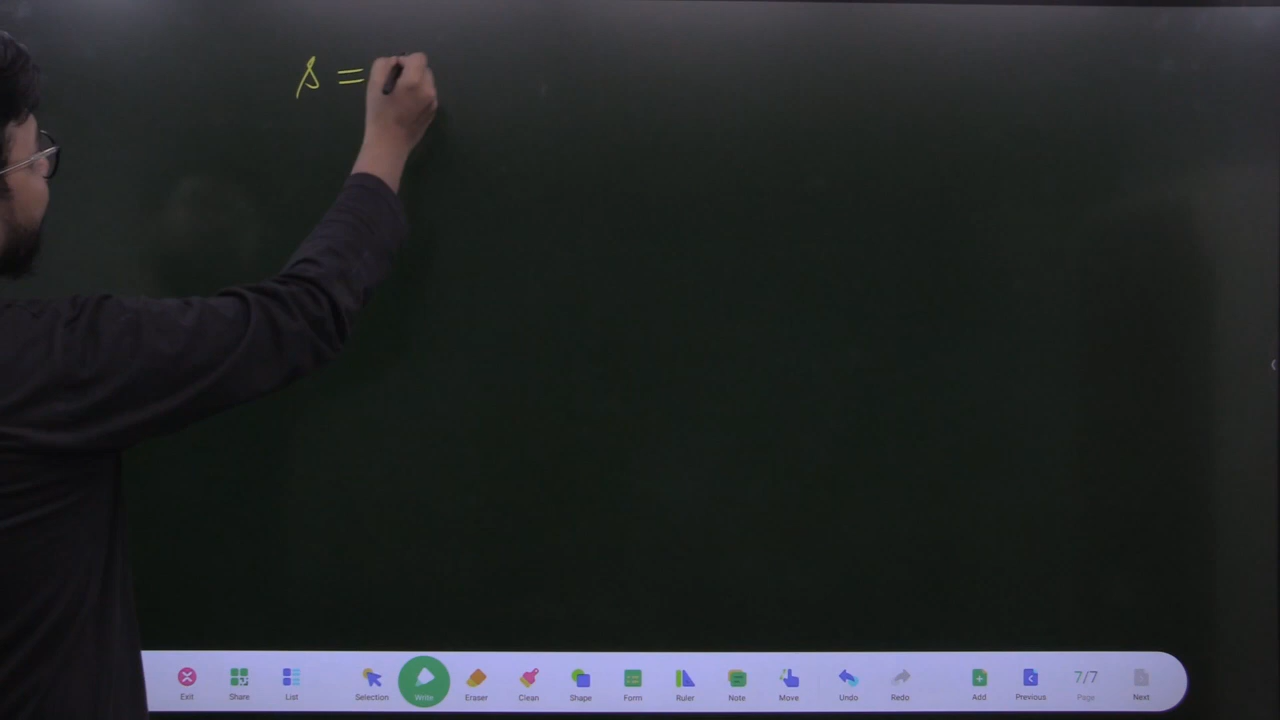 s =
Exit Share List Selection Write Eraser Clean Shape Form Ruler Note Move Undo Redo Add Previous 7/7 Page Next